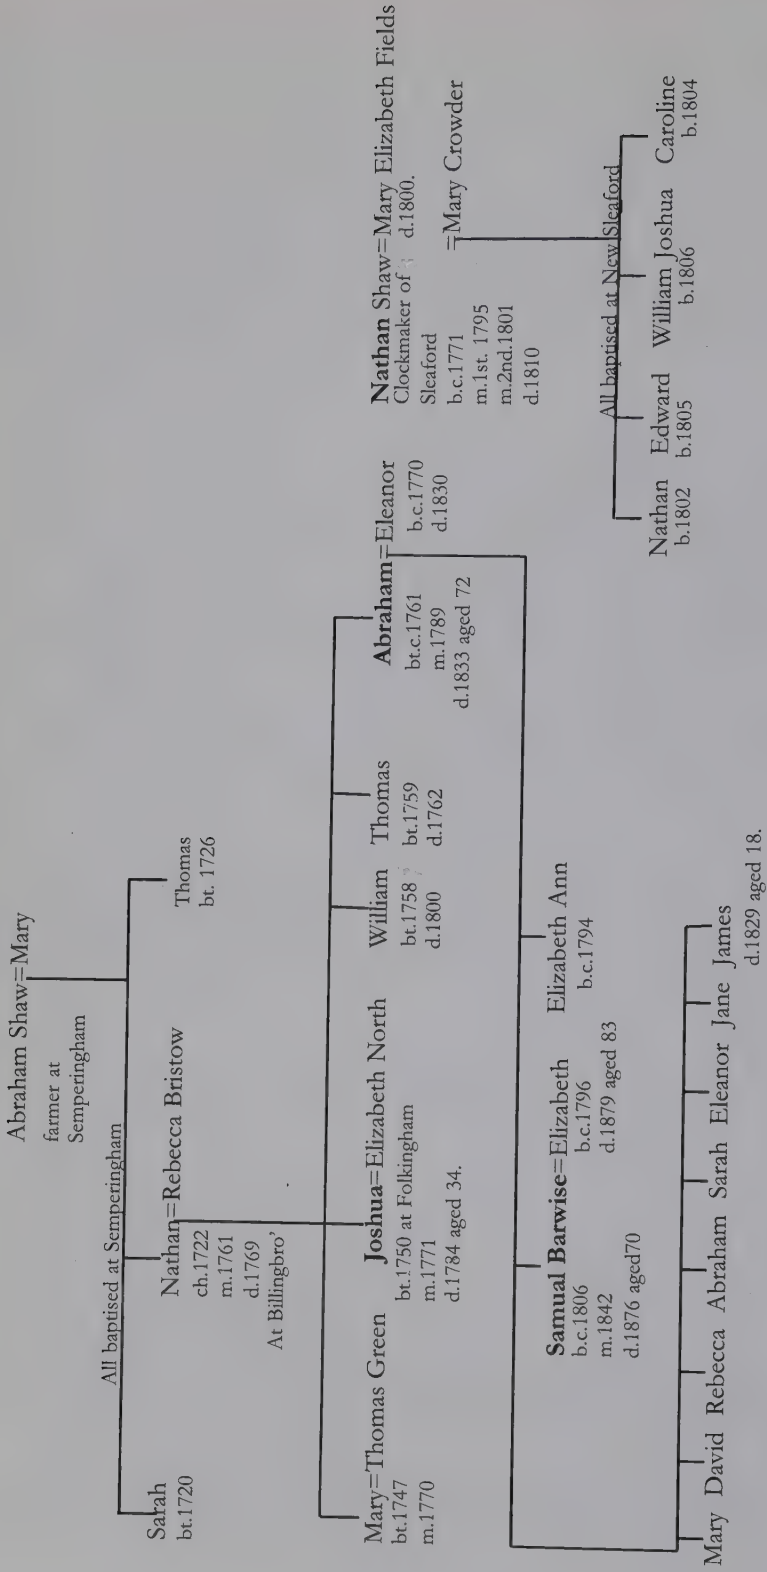 Abraham Shaw=Mary
farmer at
Semperingham
All baptised at Semperingham
Sarah
bt.1720
Nathan=Rebecca Bristow
ch.1722
m.1761
d.1769
At Billingbro'
Thomas
bt. 1726
Mary=Thomas Green
bt.1747
m.1770
Joshua=Elizabeth North
bt.1750 at Folkingham
m.1771
d.1784 aged 34.
William
bt.1758
d.1800
Thomas
bt.1759
d.1762
Abraham=Eleanor
bt.c.1761
m.1789
d.1833 aged 72
b.c.1770
d.1830
Nathan Shaw=Mary Elizabeth Fields
Clockmaker of
d.1800.
Sleaford
b.c.1771
m.1st. 1795
m.2nd.1801
d.1810
=Mary Crowder
All baptised at New Sleaford
Nathan
b.1802
Edward
b.1805
William Joshua
b.1806
Caroline
b.1804
Samual Barwise=Elizabeth
b.c.1806
m.1842
d.1876 aged70
b.c.1796
d.1879 aged 83
Elizabeth Ann
b.c.1794
Mary David Rebecca Abraham Sarah Eleanor Jane James
d.1829 aged 18.